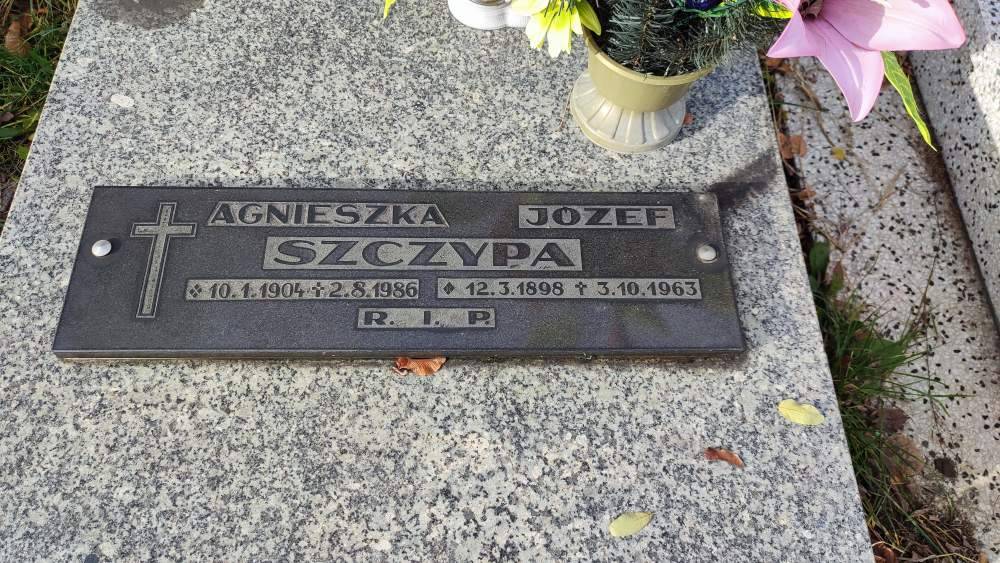 AGNIESZKA JÓZEF
SZCZYPA
10.1.1904 ✝ 2.8.1986 12.3.1898 ✝ 3.10.1963
R. I. P.